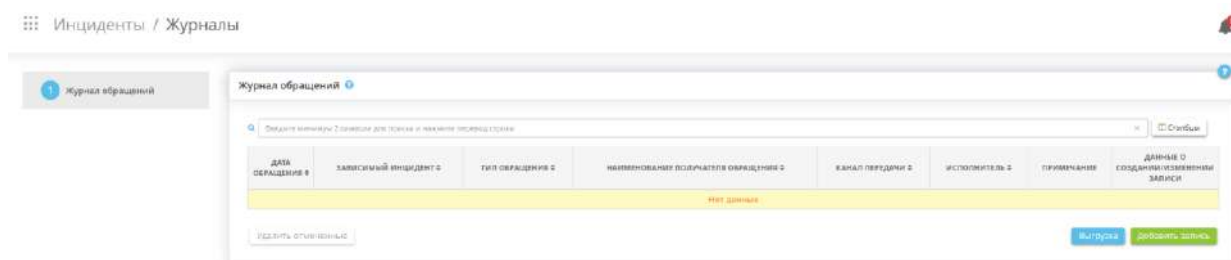 Инциденты / Журналы
1 Журнал обращений
Журнал обращений ?
?
Введите минимум 2 символа для поиска и нажмите перевод строки
Столбцы
ДАТА ОБРАЩЕНИЯ
ЗАВИСИМЫЙ ИНЦИДЕНТ
ТИП ОБРАЩЕНИЯ
НАИМЕНОВАНИЕ ПОЛУЧАТЕЛЯ ОБРАЩЕНИЯ
КАНАЛ ПЕРЕДАЧИ
ИСПОЛНИТЕЛЬ
ПРИМЕЧАНИЕ
ДАННЫЕ О СОЗДАНИИ/ИЗМЕНЕНИИ ЗАПИСИ
Нет данных
Удалить отмеченные
Выгрузка
Добавить запись